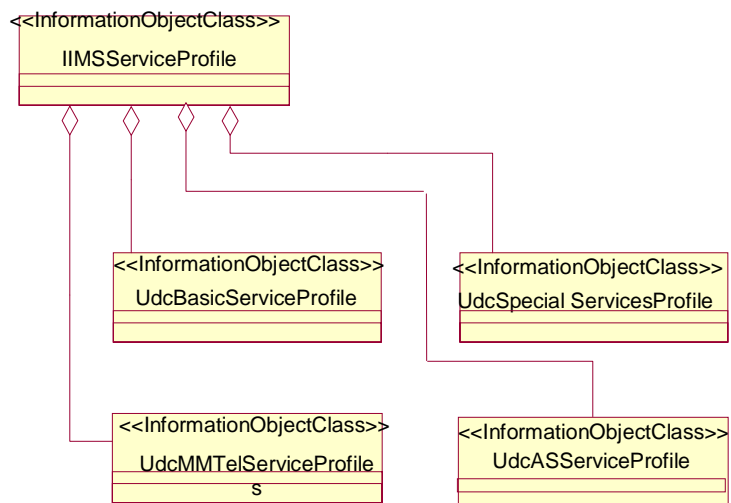 <<InformationObjectClass>>
IIMSServiceProfile
<<InformationObjectClass>>
UdcBasicServiceProfile
<<InformationObjectClass>>
UdcSpecial ServicesProfile
<<InformationObjectClass>>
UdcMMTelServiceProfile
s
<<InformationObjectClass>>
UdcASServiceProfile